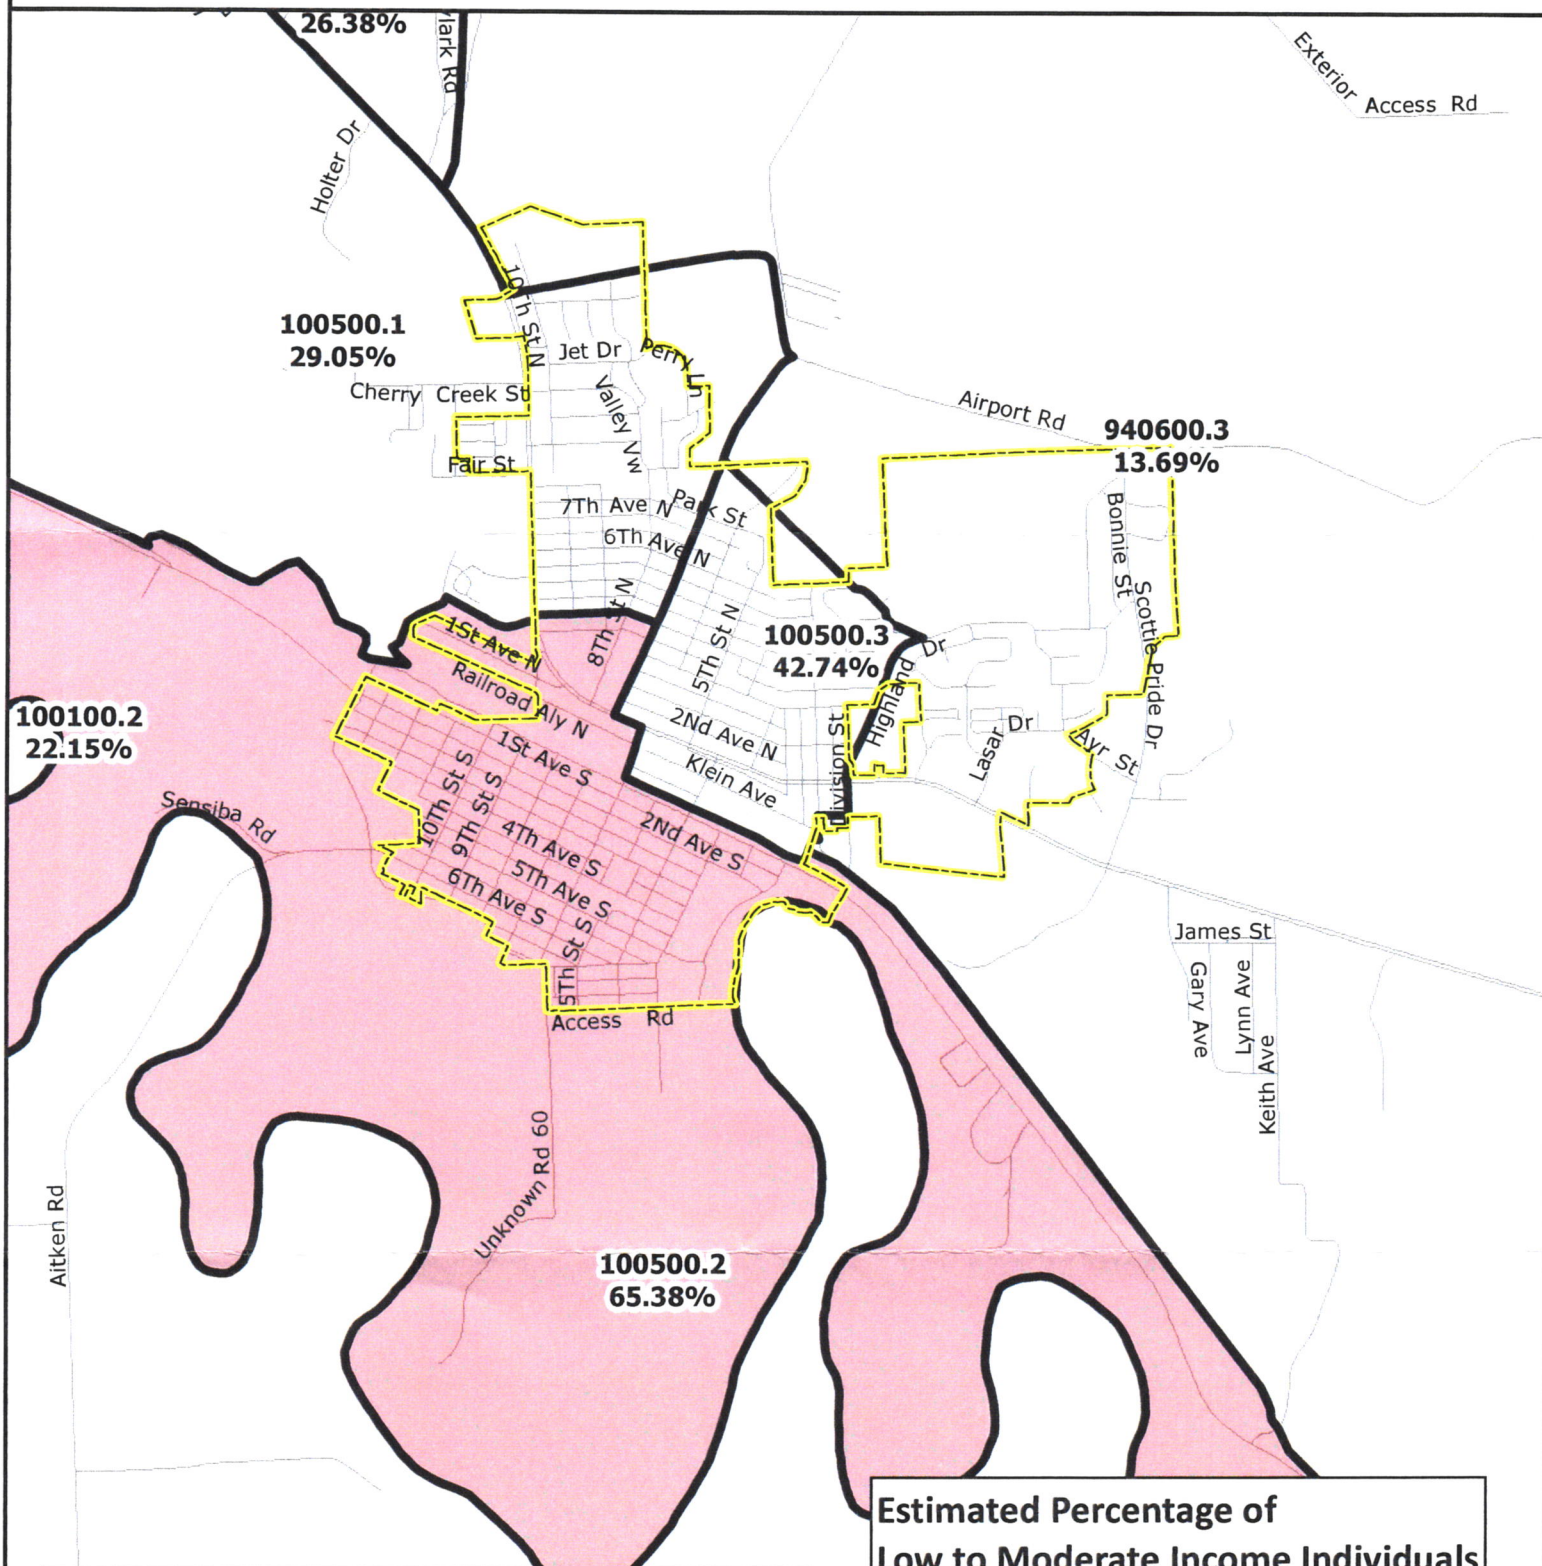 26.38%
Exterior
Access Rd
Holter Dr
10Th St N
100500.1
29.05%
Jet Dr
Perry Ln
Cherry Creek St
Valley Vw
Airport Rd
940600.3
13.69%
Fair St
7Th Ave N
Park St
6Th Ave N
Bonnie St
Scottie Pride Dr
8Th St N
5Th St N
100500.3
42.74%
Highland Dr
1St Ave N
Railroad Aly N
100100.2
22.15%
1St Ave S
2Nd Ave N
Klein Ave
Division St
Lasar Dr
Ayr St
Sensiba Rd
10Th St S
9Th St S
4Th Ave S
2Nd Ave S
5Th Ave S
6Th Ave S
5Th St S
Access Rd
James St
Gary Ave
Lynn Ave
Keith Ave
Unknown Rd 60
Aitken Rd
100500.2
65.38%
Estimated Percentage of
Low to Moderate Income Individuals